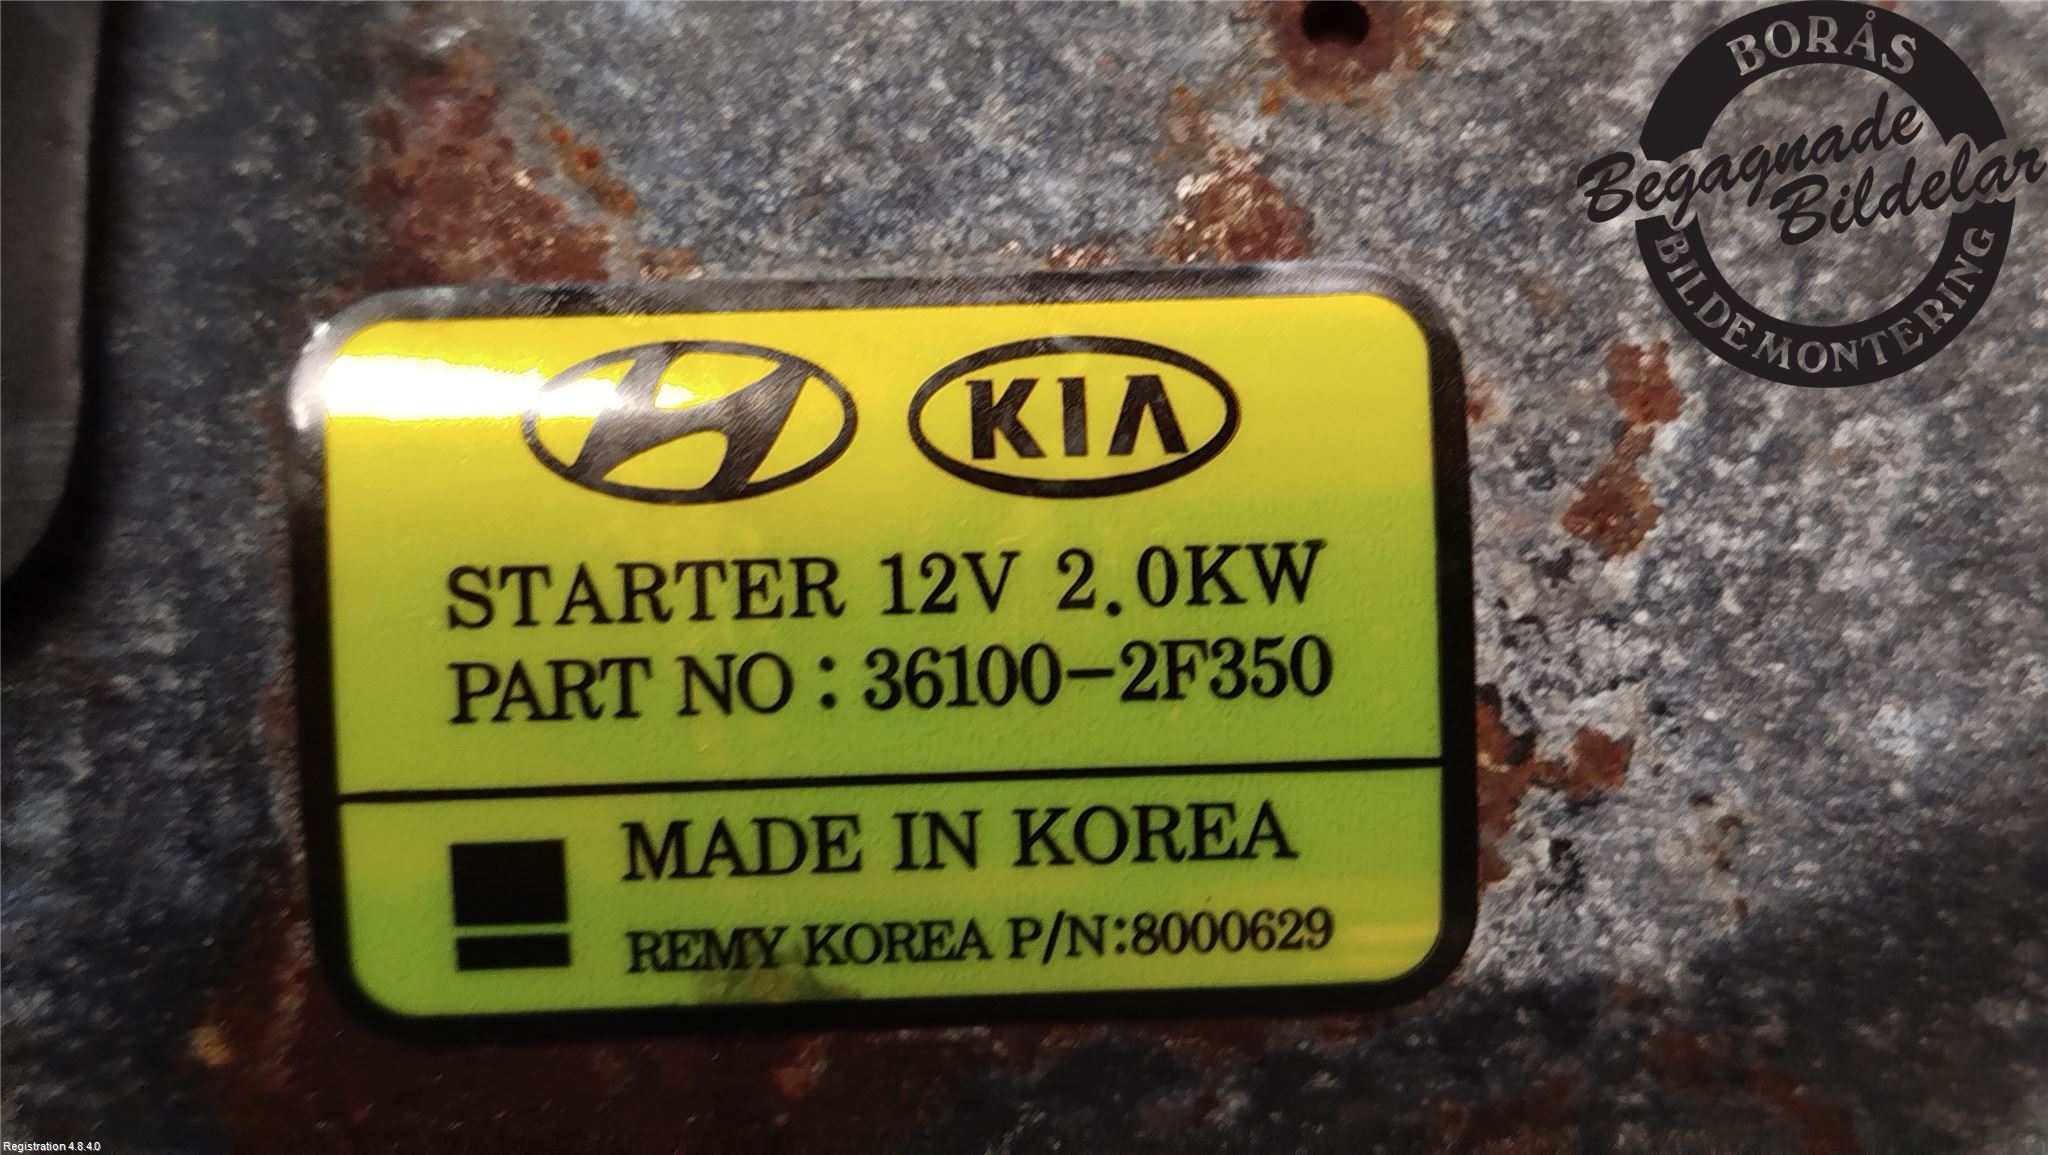 BORÅS
Begagnade
Bildelar
BILDEMONTERING
KIA
STARTER 12V 2.0KW
PART NO : 36100-2F350
MADE IN KOREA
REMY KOREA P/N:8000629
Registration 4.8.4.0